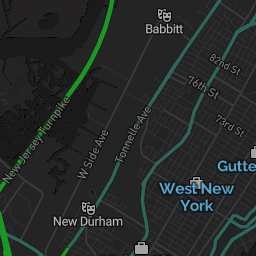 Babbitt
82nd St
76th St
73rd St
New Jersey Turnpike
W Side Ave
Tonnelle Ave
Gutte
West New
York
New Durham